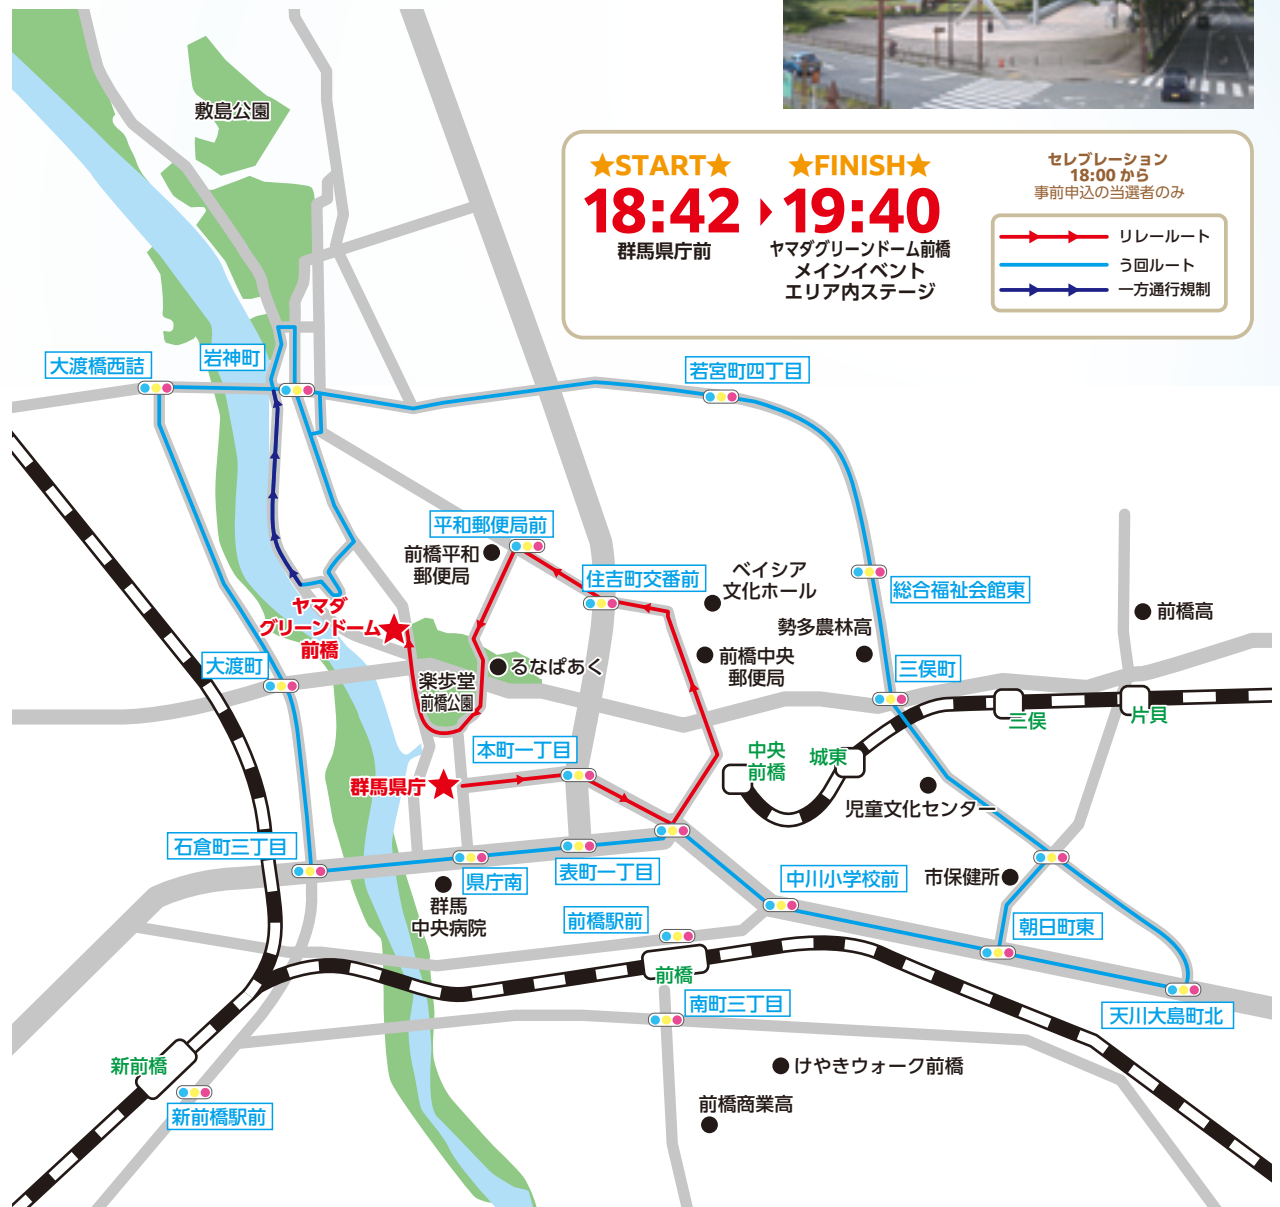 敷島公園
★START★
18:42
群馬県庁前
★FINISH★
19:40
ヤマダグリーンドーム前橋
メインイベント
エリア内ステージ
セレブレーション
18:00 から
事前申込の当選者のみ
リレールート
う回ルート
一方通行規制
大渡橋西詰
岩神町
若宮町四丁目
平和郵便局前
前橋平和
郵便局
住吉町交番前
ベイシア
文化ホール
総合福祉会館東
前橋高
勢多農林高
ヤマダ
グリーンドーム
前橋
大渡町
るなぱあく
前橋中央
郵便局
三俣町
楽歩堂
前橋公園
三俣
片貝
本町一丁目
中央
前橋
城東
群馬県庁
児童文化センター
石倉町三丁目
県庁南
表町一丁目
中川小学校前
市保健所
群馬
中央病院
前橋駅前
朝日町東
前橋
南町三丁目
天川大島町北
新前橋
けやきウォーク前橋
新前橋駅前
前橋商業高